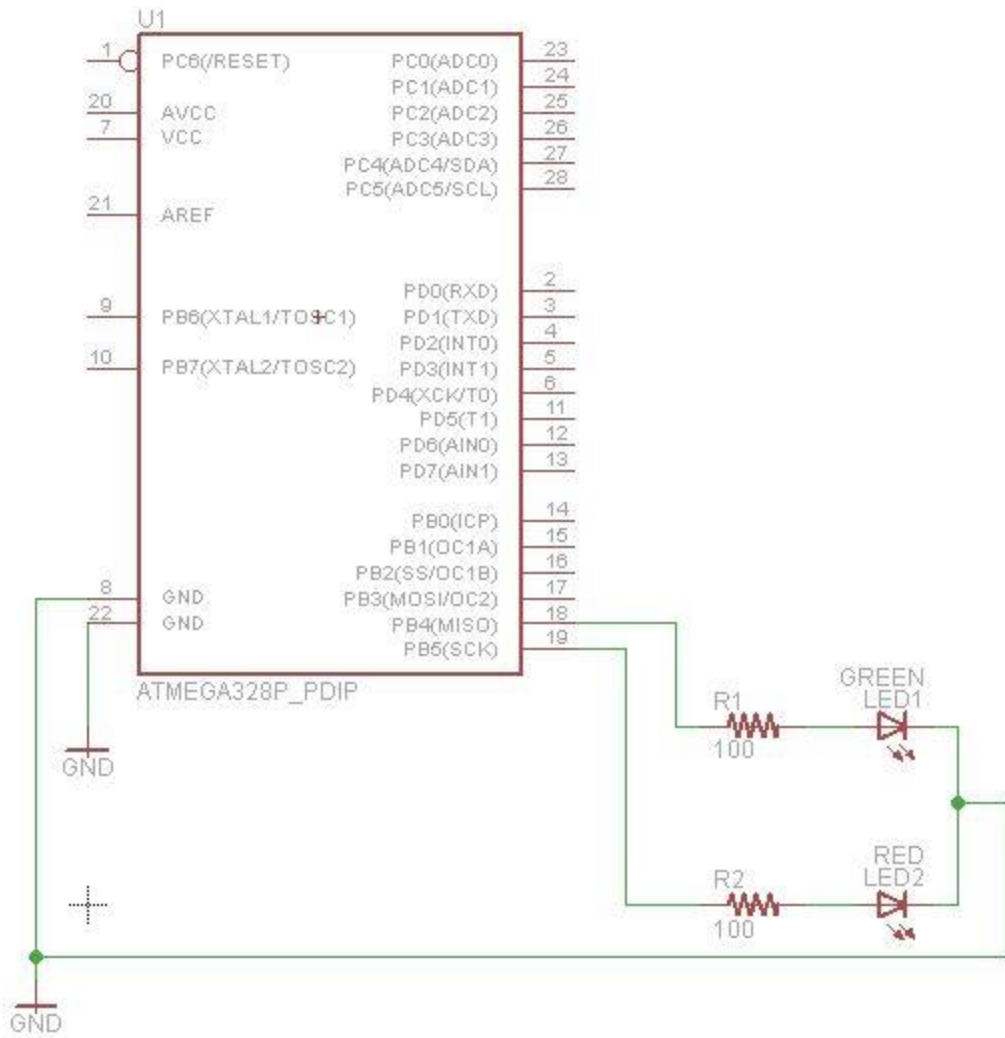 U1
1 PC6(/RESET)
20 AVCC
7 VCC
21 AREF
9 PB6(XTAL1/TOSC1)
10 PB7(XTAL2/TOSC2)
8 GND
22 GND
PC0(ADC0) 23
PC1(ADC1) 24
PC2(ADC2) 25
PC3(ADC3) 26
PC4(ADC4/SDA) 27
PC5(ADC5/SCL) 28
PD0(RXD) 2
PD1(TXD) 3
PD2(INT0) 4
PD3(INT1) 5
PD4(XCK/T0) 6
PD5(T1) 11
PD6(AIN0) 12
PD7(AIN1) 13
PB0(ICP) 14
PB1(OC1A) 15
PB2(SS/OC1B) 16
PB3(MOSI/OC2) 17
PB4(MISO) 18
PB5(SCK) 19
ATMEGA328P_PDIP
GND
GND
R1
100
GREEN
LED1
R2
100
RED
LED2